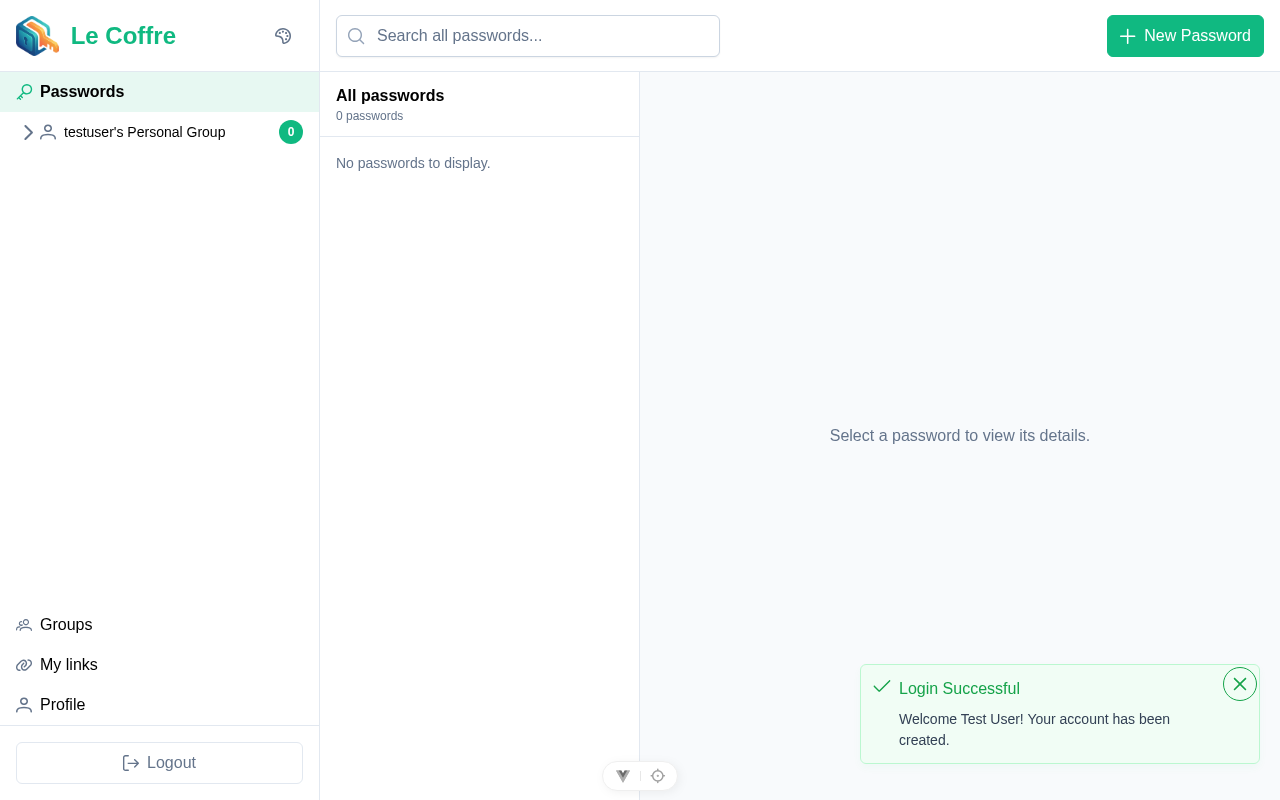 Le Coffre
Search all passwords...
New Password
Passwords
testuser's Personal Group
0
All passwords
0 passwords
No passwords to display.
Select a password to view its details.
Groups
My links
Profile
Logout
Login Successful
Welcome Test User! Your account has been
created.